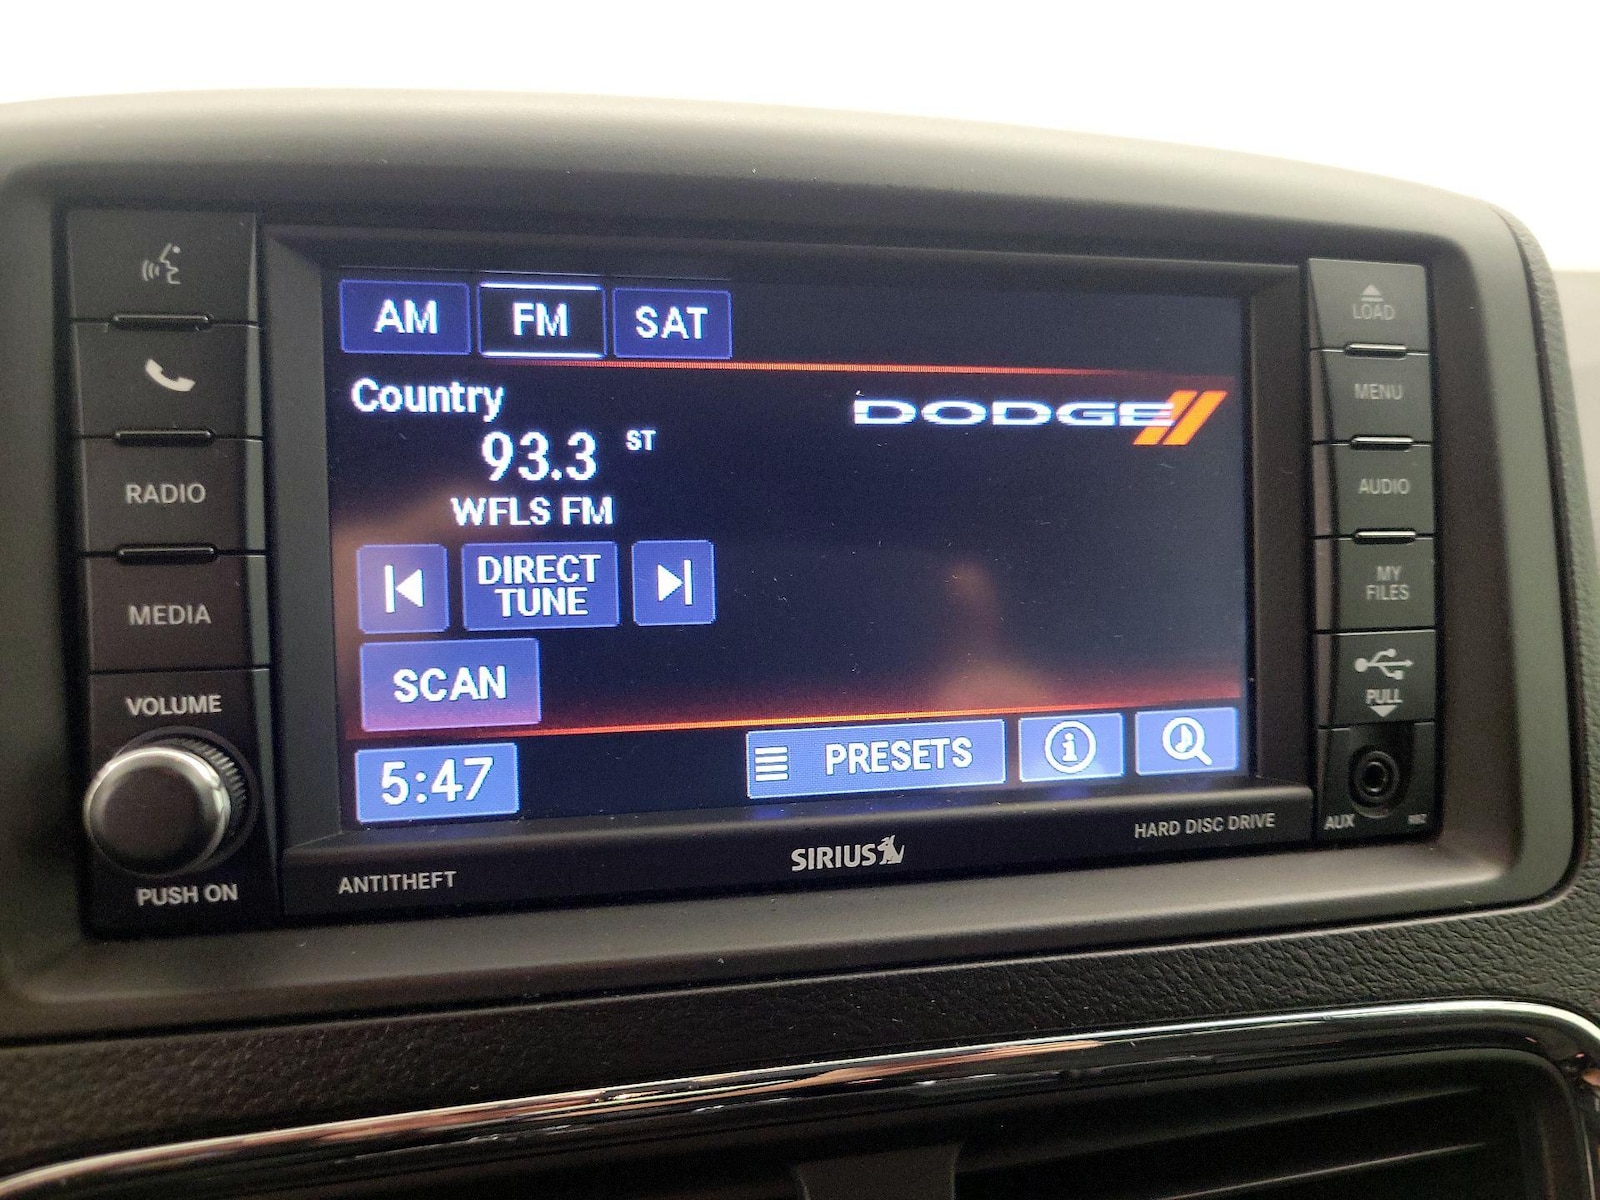 AM FM SAT
Country
DODGE
93.3 ST
WFLS FM
DIRECT
TUNE
SCAN
5:47
PRESETS
RADIO
MEDIA
VOLUME
PUSH ON
ANTITHEFT
SIRIUS
HARD DISC DRIVE
LOAD
MENU
AUDIO
MY
FILES
PULL
AUX